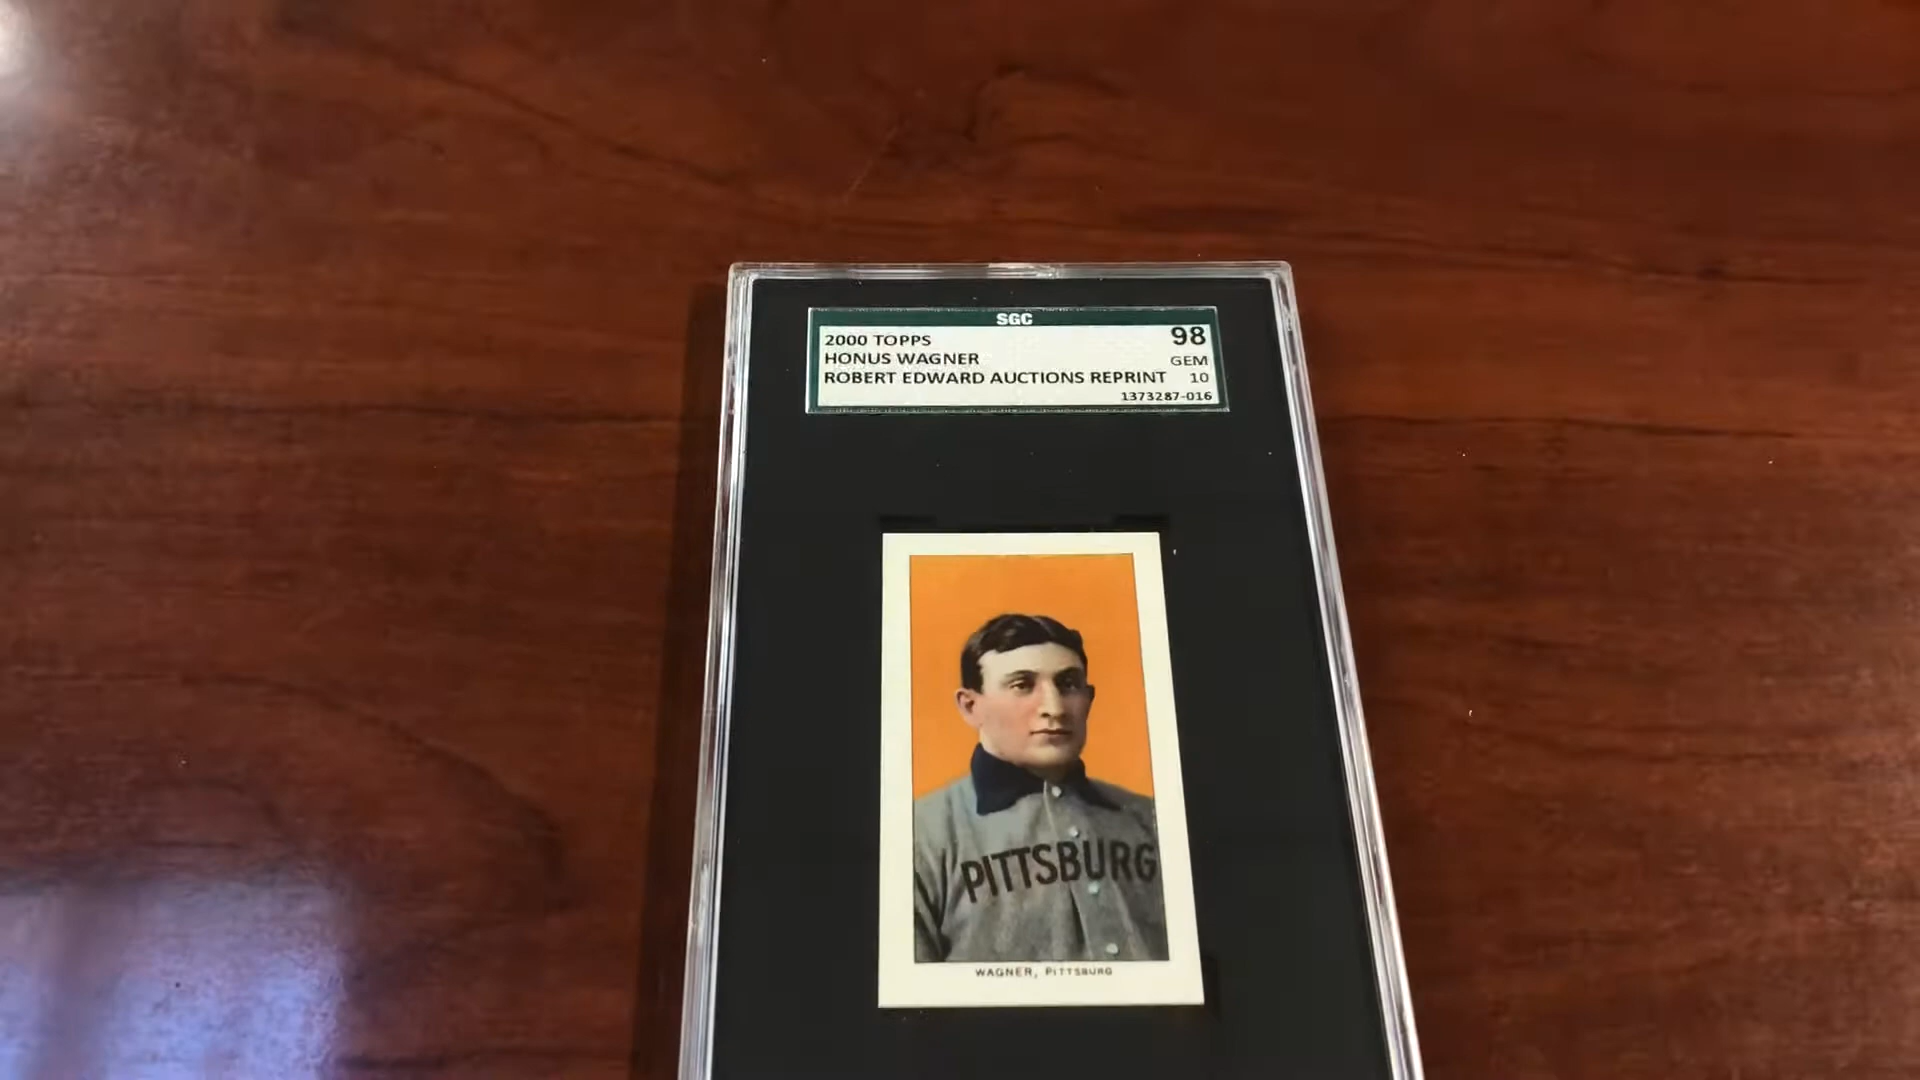 SGC
2000 TOPPS 98
HONUS WAGNER GEM
ROBERT EDWARD AUCTIONS REPRINT 10
1373287-016
PITTSBURG
WAGNER, PITTSBURG